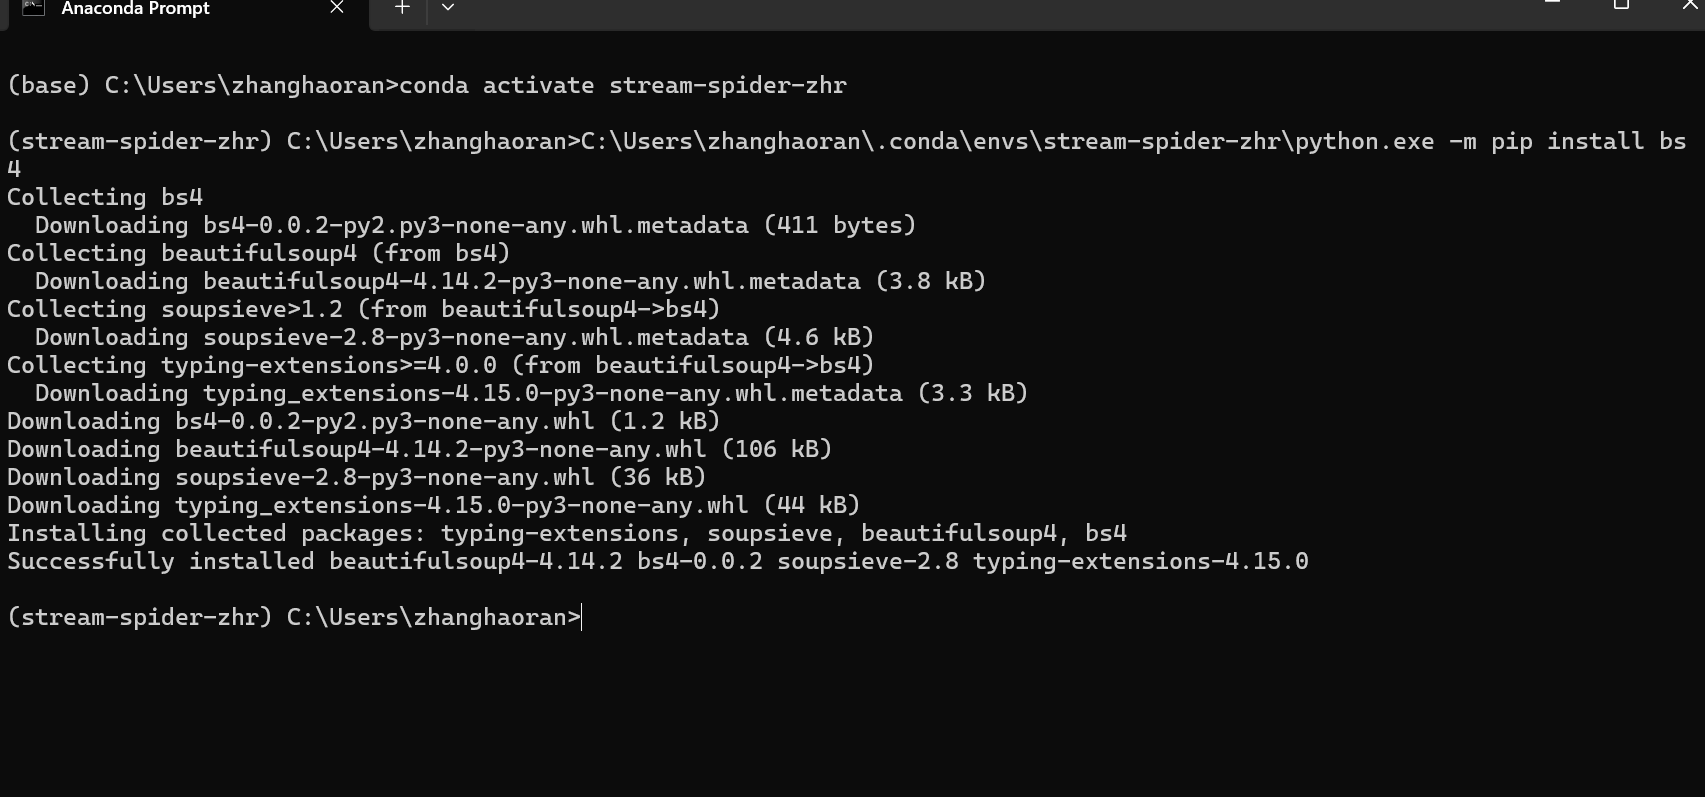 Anaconda Prompt
(base) C:\Users\zhanghaoran>conda activate stream-spider-zhr
(stream-spider-zhr) C:\Users\zhanghaoran>C:\Users\zhanghaoran\.conda\envs\stream-spider-zhr\python.exe -m pip install bs
4
Collecting bs4
  Downloading bs4-0.0.2-py2.py3-none-any.whl.metadata (411 bytes)
Collecting beautifulsoup4 (from bs4)
  Downloading beautifulsoup4-4.14.2-py3-none-any.whl.metadata (3.8 kB)
Collecting soupsieve>1.2 (from beautifulsoup4->bs4)
  Downloading soupsieve-2.8-py3-none-any.whl.metadata (4.6 kB)
Collecting typing-extensions>=4.0.0 (from beautifulsoup4->bs4)
  Downloading typing_extensions-4.15.0-py3-none-any.whl.metadata (3.3 kB)
Downloading bs4-0.0.2-py2.py3-none-any.whl (1.2 kB)
Downloading beautifulsoup4-4.14.2-py3-none-any.whl (106 kB)
Downloading soupsieve-2.8-py3-none-any.whl (36 kB)
Downloading typing_extensions-4.15.0-py3-none-any.whl (44 kB)
Installing collected packages: typing-extensions, soupsieve, beautifulsoup4, bs4
Successfully installed beautifulsoup4-4.14.2 bs4-0.0.2 soupsieve-2.8 typing-extensions-4.15.0
(stream-spider-zhr) C:\Users\zhanghaoran>